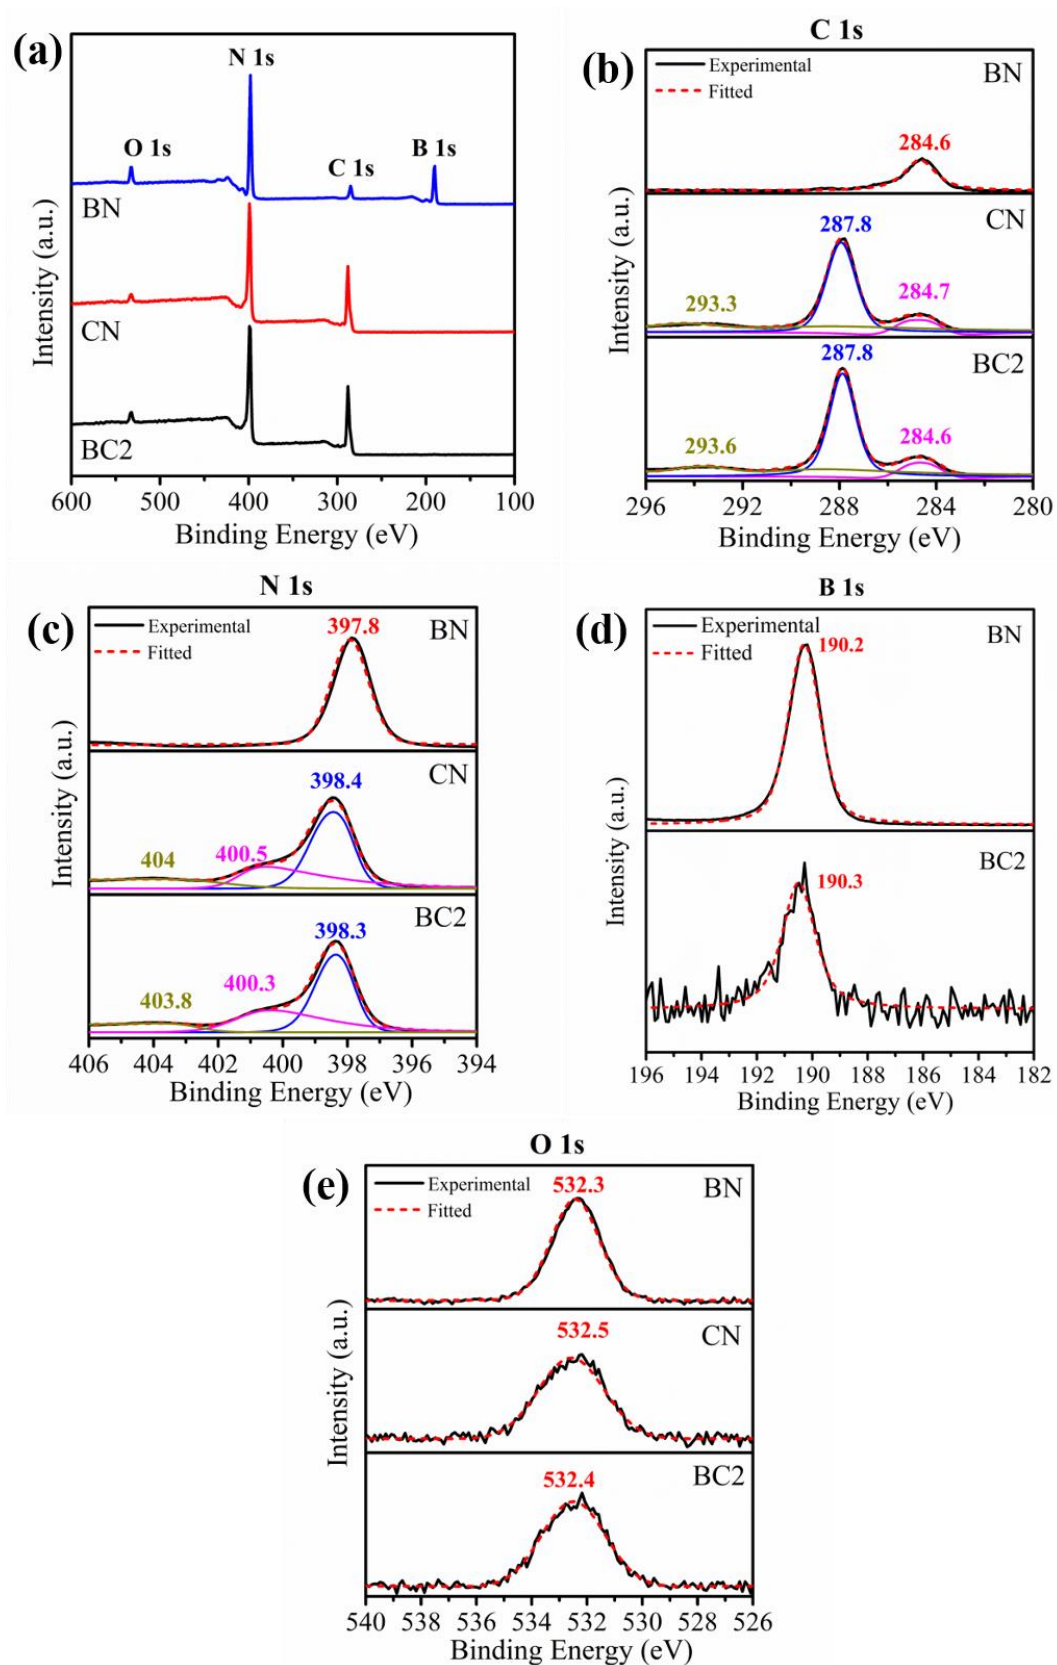 (a)
N 1s
O 1s
C 1s
B 1s
BN
CN
BC2
Intensity (a.u.)
600 500 400 300 200 100
Binding Energy (eV)
C 1s
(b)
Experimental
Fitted
BN
284.6
CN
287.8
293.3
284.7
BC2
287.8
293.6
284.6
Intensity (a.u.)
296 292 288 284 280
Binding Energy (eV)
N 1s
(c)
Experimental
Fitted
397.8
BN
CN
398.4
404
400.5
BC2
398.3
403.8
400.3
Intensity (a.u.)
406 404 402 400 398 396 394
Binding Energy (eV)
B 1s
(d)
Experimental
Fitted
190.2
BN
BC2
190.3
Intensity (a.u.)
196 194 192 190 188 186 184 182
Binding Energy (eV)
O 1s
(e)
Experimental
Fitted
532.3
BN
CN
532.5
BC2
532.4
Intensity (a.u.)
540 538 536 534 532 530 528 526
Binding Energy (eV)